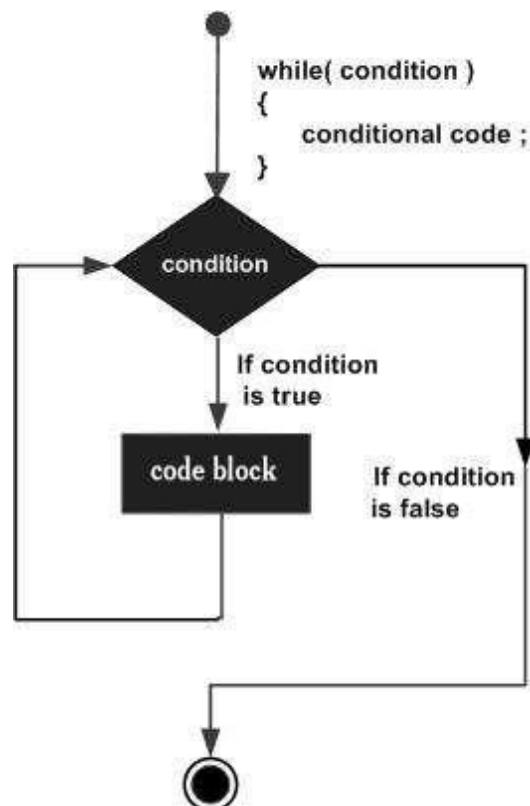 while( condition )
{
conditional code ;
}
condition
If condition
is true
code block
If condition
is false